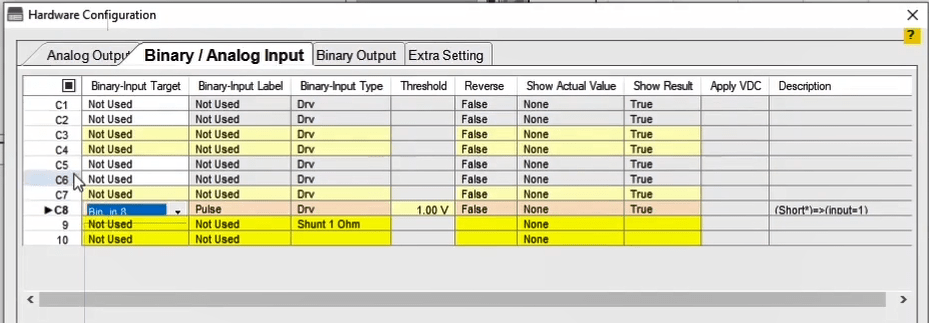 Hardware Configuration
?
Analog Outpu Binary / Analog Input Binary Output Extra Setting
Binary-Input Target Binary-Input Label Binary-Input Type Threshold Reverse Show Actual Value Show Result Apply VDC Description
C1 Not Used Not Used Drv False None True
C2 Not Used Not Used Drv False None True
C3 Not Used Not Used Drv False None True
C4 Not Used Not Used Drv False None True
C5 Not Used Not Used Drv False None True
C6 Not Used Not Used Drv False None True
C7 Not Used Not Used Drv False None True
C8 Bin. in 8 Pulse Drv 1.00 V False None True (Short*)=>(input=1)
9 Not Used Not Used Shunt 1 Ohm None
10 Not Used Not Used None